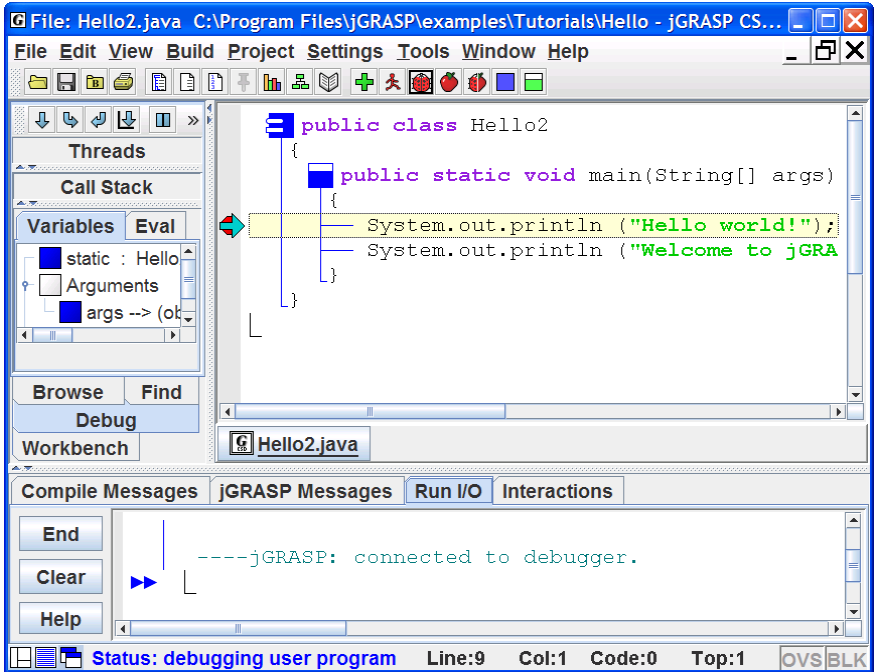 File: Hello2.java C:\Program Files\jGRASP\examples\Tutorials\Hello - jGRASP CS...
File Edit View Build Project Settings Tools Window Help
Threads
Call Stack
Variables Eval
static : Hello
Arguments
args --> (ob
Browse Find
Debug
Workbench
public class Hello2
{
public static void main(String[] args)
{
System.out.println ("Hello world!");
System.out.println ("Welcome to jGRA
}
}
Hello2.java
Compile Messages jGRASP Messages Run I/O Interactions
End
Clear
Help
----jGRASP: connected to debugger.
Status: debugging user program Line:9 Col:1 Code:0 Top:1 OVS BLK